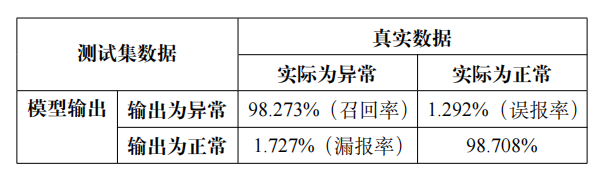 测试集数据
真实数据
实际为异常 实际为正常
模型输出 输出为异常 98.273%（召回率） 1.292%（误报率）
输出为正常 1.727%（漏报率） 98.708%